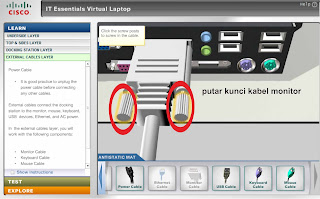 CISCO
IT Essentials Virtual Laptop
HELP
LEARN
UNDERSIDE LAYER
TOP & SIDES LAYER
DOCKING STATION LAYER
EXTERNAL CABLES LAYER
Power Cable
It is good practice to unplug the
power cable before connecting
any other cables.
External cables connect the docking
station to the monitor, mouse, keyboard,
USB devices, Ethernet, and AC power.
In the external cables layer, you will
work with the following components:
Monitor Cable
Keyboard Cable
Mouse Cable
Show Instructions
TEST
EXPLORE
Click the screw posts
to screw in the cable.
putar kunci kabel monitor
ANTISTATIC MAT
Power Cable
Ethernet
Cable
Monitor
Cable
USB Cable
Keyboard
Cable
Mouse
Cable